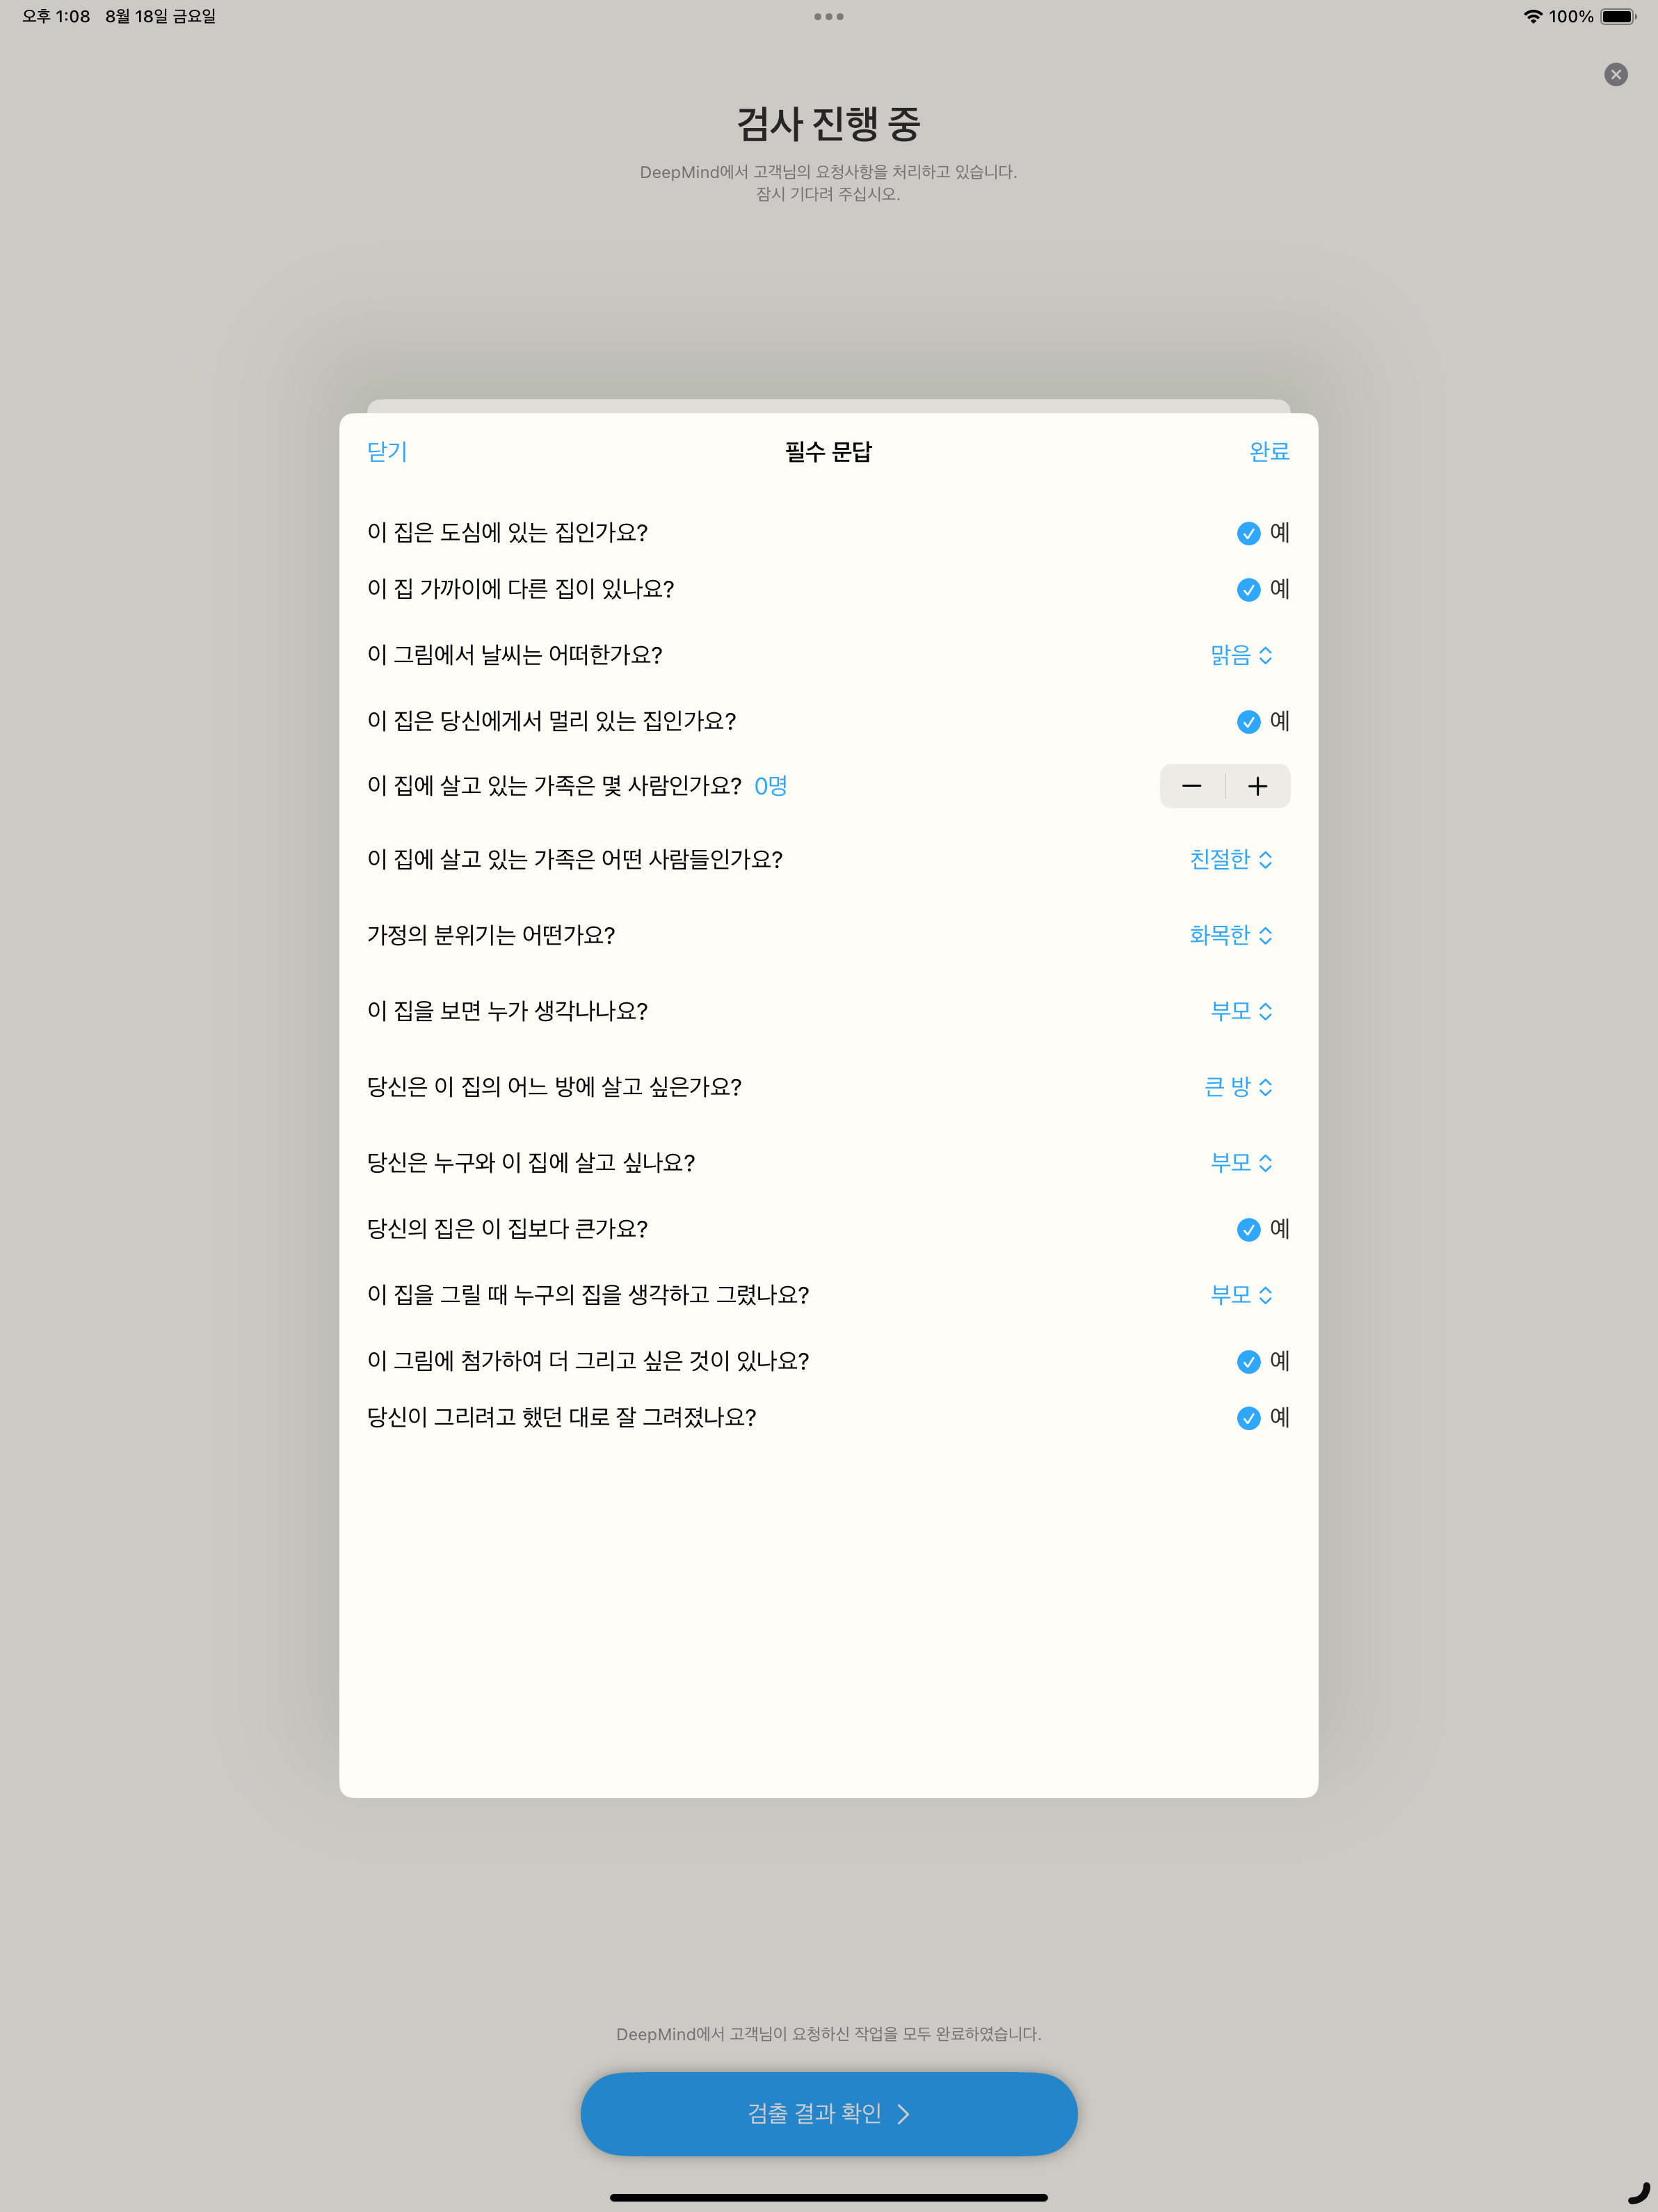 오후 1:08 8월 18일 금요일
100%
검사 진행 중
DeepMind에서 고객님의 요청사항을 처리하고 있습니다.
잠시 기다려 주십시오.
닫기 필수 문답 완료
이 집은 도심에 있는 집인가요? 예
이 집 가까이에 다른 집이 있나요? 예
이 그림에서 날씨는 어떠한가요? 맑음
이 집은 당신에게서 멀리 있는 집인가요? 예
이 집에 살고 있는 가족은 몇 사람인가요? 0명
이 집에 살고 있는 가족은 어떤 사람들인가요? 친절한
가정의 분위기는 어떤가요? 화목한
이 집을 보면 누가 생각나나요? 부모
당신은 이 집의 어느 방에 살고 싶은가요? 큰 방
당신은 누구와 이 집에 살고 싶나요? 부모
당신의 집은 이 집보다 큰가요? 예
이 집을 그릴 때 누구의 집을 생각하고 그렸나요? 부모
이 그림에 첨가하여 더 그리고 싶은 것이 있나요? 예
당신이 그리려고 했던 대로 잘 그려졌나요? 예
DeepMind에서 고객님이 요청하신 작업을 모두 완료하였습니다.
검출 결과 확인